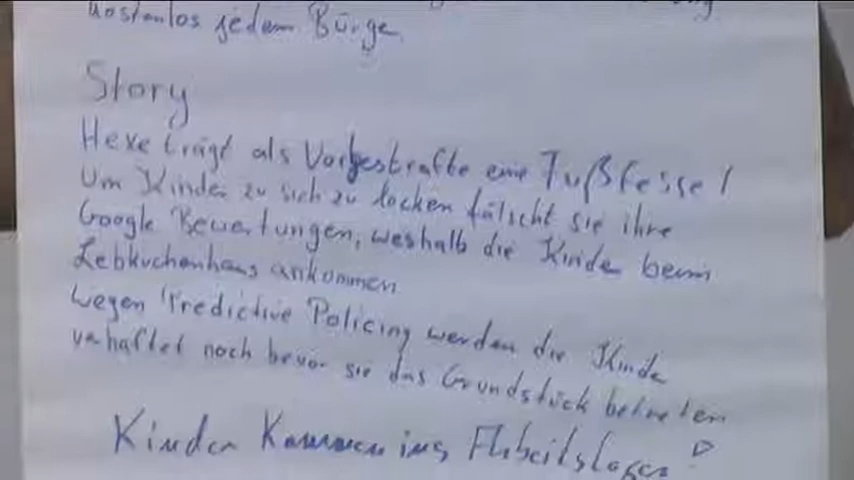 kostenlos jedem Bürge
Story
Hexe trägt als Vorbestrafte eine Fußfessel
Um Kinder zu sich zu locken fälscht sie ihre
Google Bewertungen, weshalb die Kinder beim
Lebkuchenhaus ankommen
Wegen Predictive Policing werden die Kinder
verhaftet noch bevor sie das Grundstück betreten
Kinder Kommen ins